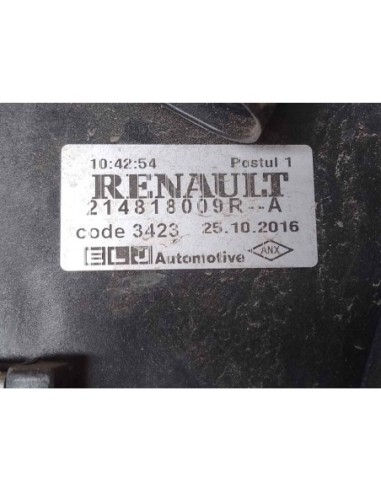 10:42:54 Postul 1
RENAULT
214818009R--A
code 3423 25.10.2016
ELJ Automotive ANX